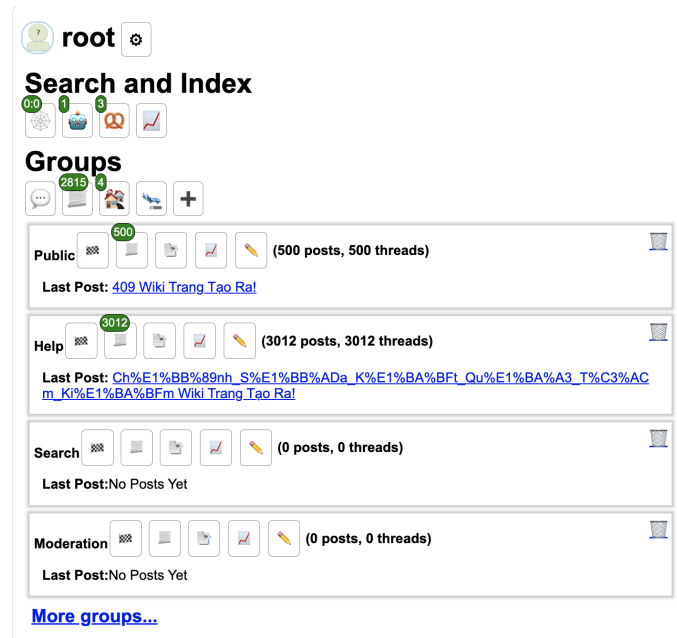 root
Search and Index
0:0 1 3
Groups
2815 4
500
Public (500 posts, 500 threads)
Last Post: 409 Wiki Trang Tạo Ra!
3012
Help (3012 posts, 3012 threads)
Last Post: Ch%E1%BB%89nh_S%E1%BB%ADa_K%E1%BA%BFt_Qu%E1%BA%A3_T%C3%AC
m_Ki%E1%BA%BFm Wiki Trang Tạo Ra!
Search (0 posts, 0 threads)
Last Post:No Posts Yet
Moderation (0 posts, 0 threads)
Last Post:No Posts Yet
More groups...